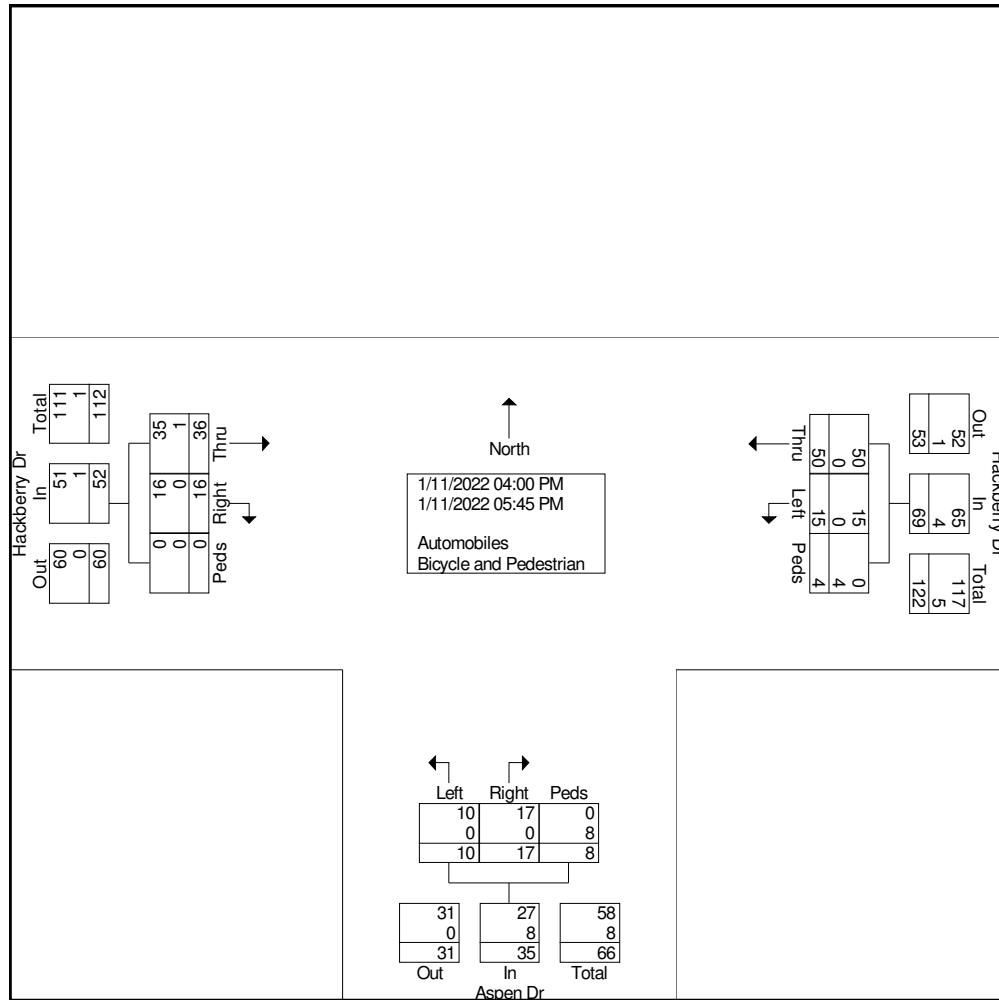 Hackberry Dr
Out In Total
60 51 111
0 1 1
60 52 112
Peds Right Thru
0 16 35
0 0 1
0 16 36
North
1/11/2022 04:00 PM
1/11/2022 05:45 PM
Automobiles
Bicycle and Pedestrian
Hackberry Dr
Out In Total
52 65 117
1 4 5
53 69 122
Thru Left Peds
50 15 0
0 0 4
50 15 4
Left Right Peds
10 17 0
0 0 8
10 17 8
31 27 58
0 8 8
31 35 66
Out In Total
Aspen Dr